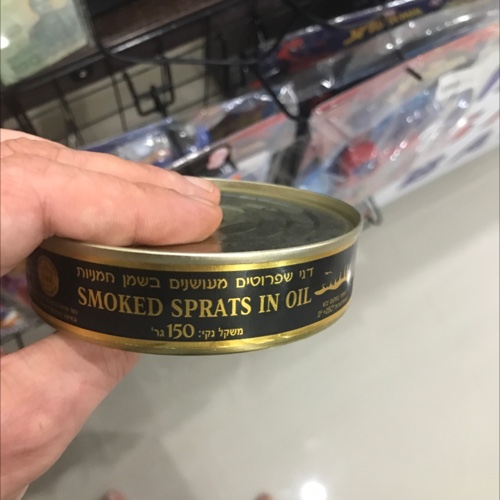 דגי שפרוטים מעושנים בשמן חמניות
SMOKED SPRATS IN OIL
משקל נקי: 150 גר'